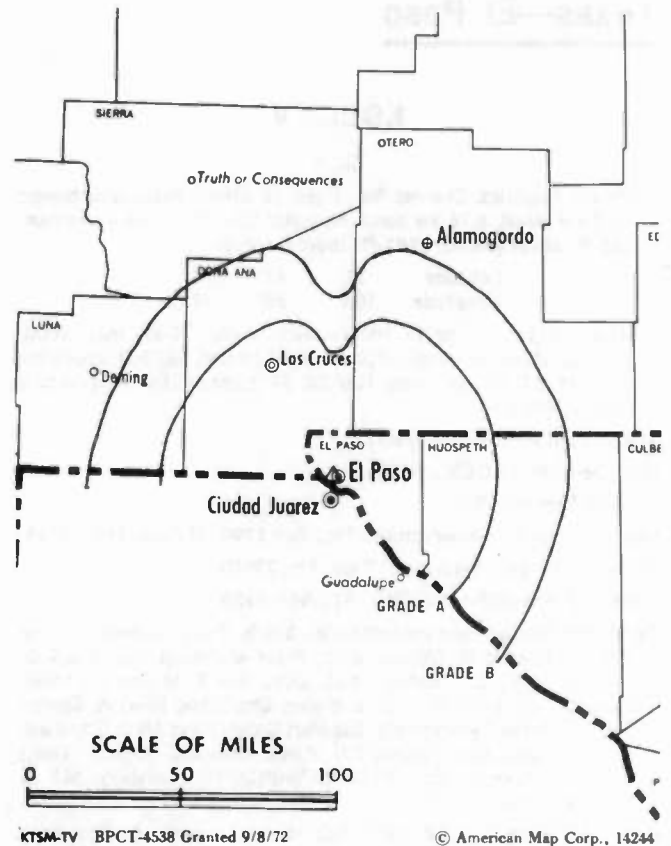 SIERRA
OTERO
Truth or Consequences
Alamogordo
DONA ANA
LUNA
Las Cruces
Deming
EL PASO
HUDSPETH
CULBE
El Paso
Ciudad Juarez
Guadalupe
GRADE A
GRADE B
SCALE OF MILES
0 50 100
KTSM-TV BPCT-4538 Granted 9/8/72 © American Map Corp., 14244